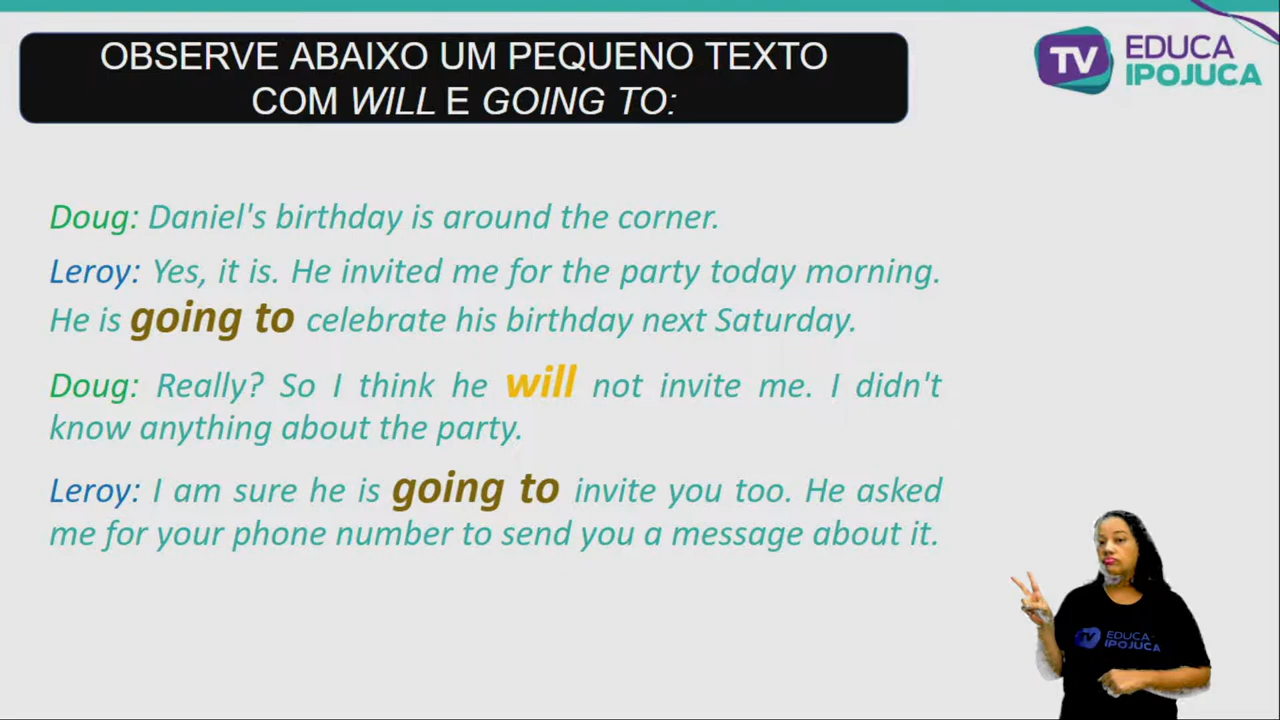 OBSERVE ABAIXO UM PEQUENO TEXTO
COM WILL E GOING TO:
TV EDUCA
IPOJUCA
Doug: Daniel's birthday is around the corner.
Leroy: Yes, it is. He invited me for the party today morning.
He is going to celebrate his birthday next Saturday.
Doug: Really? So I think he will not invite me. I didn't
know anything about the party.
Leroy: I am sure he is going to invite you too. He asked
me for your phone number to send you a message about it.
TV EDUCA
IPOJUCA